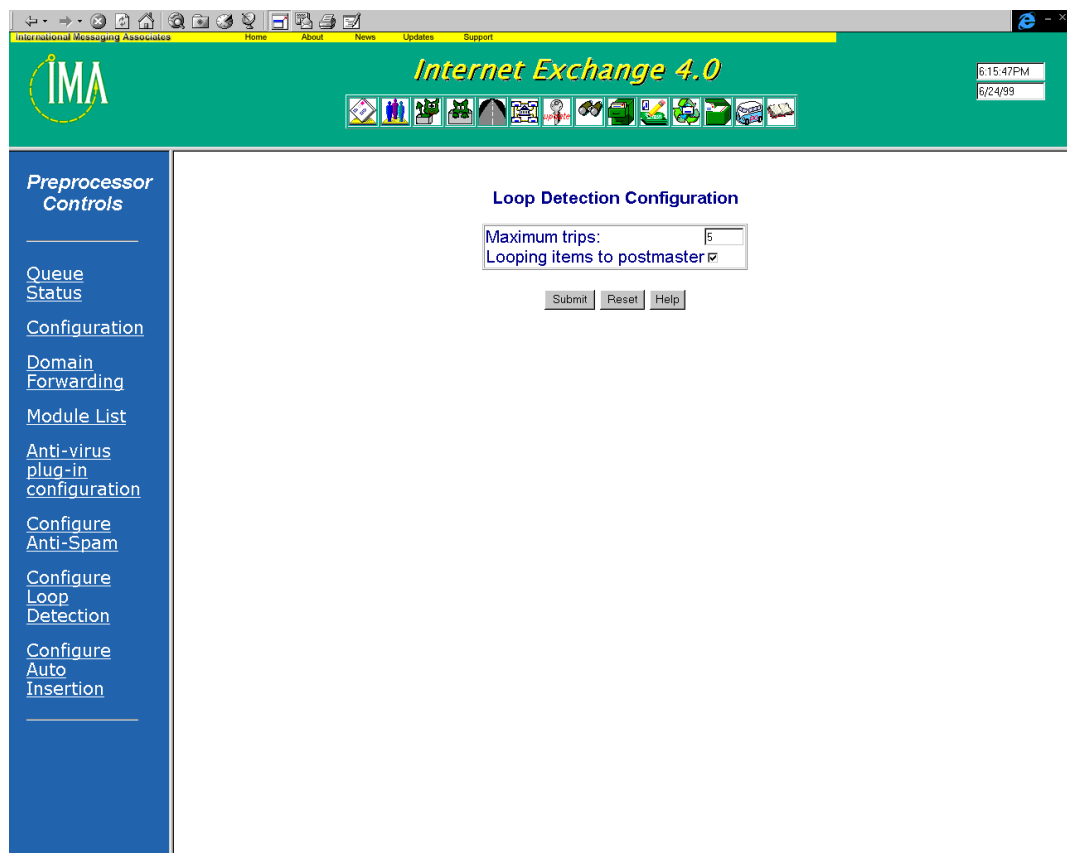 International Messaging Associates Home About News Updates Support
IMA
Internet Exchange 4.0
6:15:47PM
6/24/99
update
Preprocessor
Controls
Queue
Status
Configuration
Domain
Forwarding
Module List
Anti-virus
plug-in
configuration
Configure
Anti-Spam
Configure
Loop
Detection
Configure
Auto
Insertion
Loop Detection Configuration
Maximum trips: 5
Looping items to postmaster
Submit Reset Help